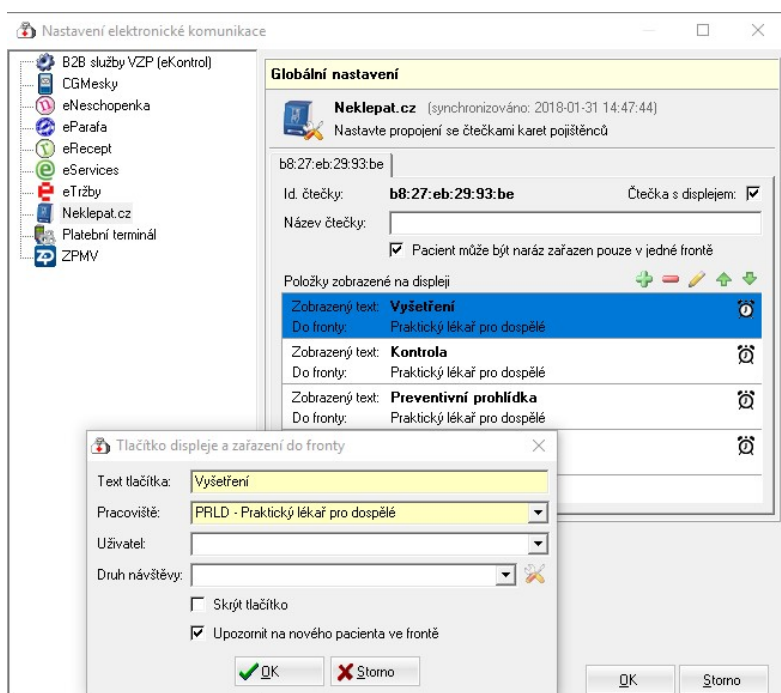 Nastavení elektronické komunikace
B2B služby VZP (eKontrol)
CGMesky
eNeschopenka
eParafa
eRecept
eServices
eTržby
Neklepat.cz
Platební terminál
ZPMV
Globální nastavení
Neklepat.cz (synchronizováno: 2018-01-31 14:47:44)
Nastavte propojení se čtečkami karet pojištěnců
b8:27:eb:29:93:be
Id. čtečky: b8:27:eb:29:93:be Čtečka s displejem:
Název čtečky:
Pacient může být naráz zařazen pouze v jedné frontě
Položky zobrazené na displeji
Zobrazený text: Vyšetření
Do fronty: Praktický lékař pro dospělé
Zobrazený text: Kontrola
Do fronty: Praktický lékař pro dospělé
Zobrazený text: Preventivní prohlídka
Do fronty: Praktický lékař pro dospělé
Tlačítko displeje a zařazení do fronty
Text tlačítka: Vyšetření
Pracoviště: PRLD - Praktický lékař pro dospělé
Uživatel:
Druh návštěvy:
Skrýt tlačítko
Upozornit na nového pacienta ve frontě
OK Storno
OK Storno